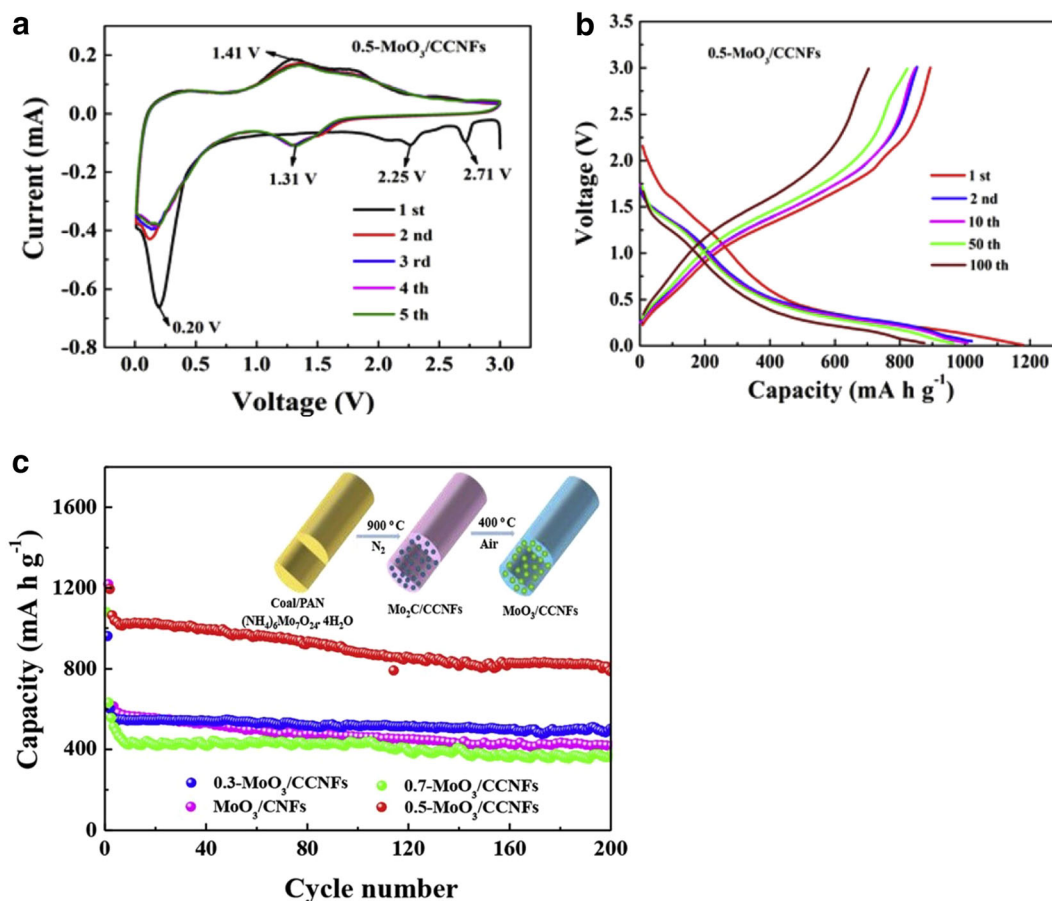 a
0.5-MoO₃/CCNFs
1.41 V
1.31 V
2.25 V
2.71 V
0.20 V
1 st
2 nd
3 rd
4 th
5 th
0.2
0.0
-0.2
-0.4
-0.6
-0.8
Current (mA)
0.0 0.5 1.0 1.5 2.0 2.5 3.0
Voltage (V)
b
0.5-MoO₃/CCNFs
1 st
2 nd
10 th
50 th
100 th
3.5
3.0
2.5
2.0
1.5
1.0
0.5
0.0
Voltage (V)
0 200 400 600 800 1000 1200
Capacity (mA h g⁻¹)
c
900 °C
N₂
400 °C
Air
Coal/PAN
(NH₄)₆Mo₇O₂₄. 4H₂O
Mo₂C/CCNFs
MoO₃/CCNFs
0.3-MoO₃/CCNFs
0.7-MoO₃/CCNFs
MoO₃/CNFs
0.5-MoO₃/CCNFs
1600
1200
800
400
0
Capacity (mA h g⁻¹)
0 40 80 120 160 200
Cycle number